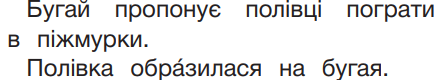 Бугай пропонує полівці пограти
в піжмурки.
Полівка обра́зилася на бугая.